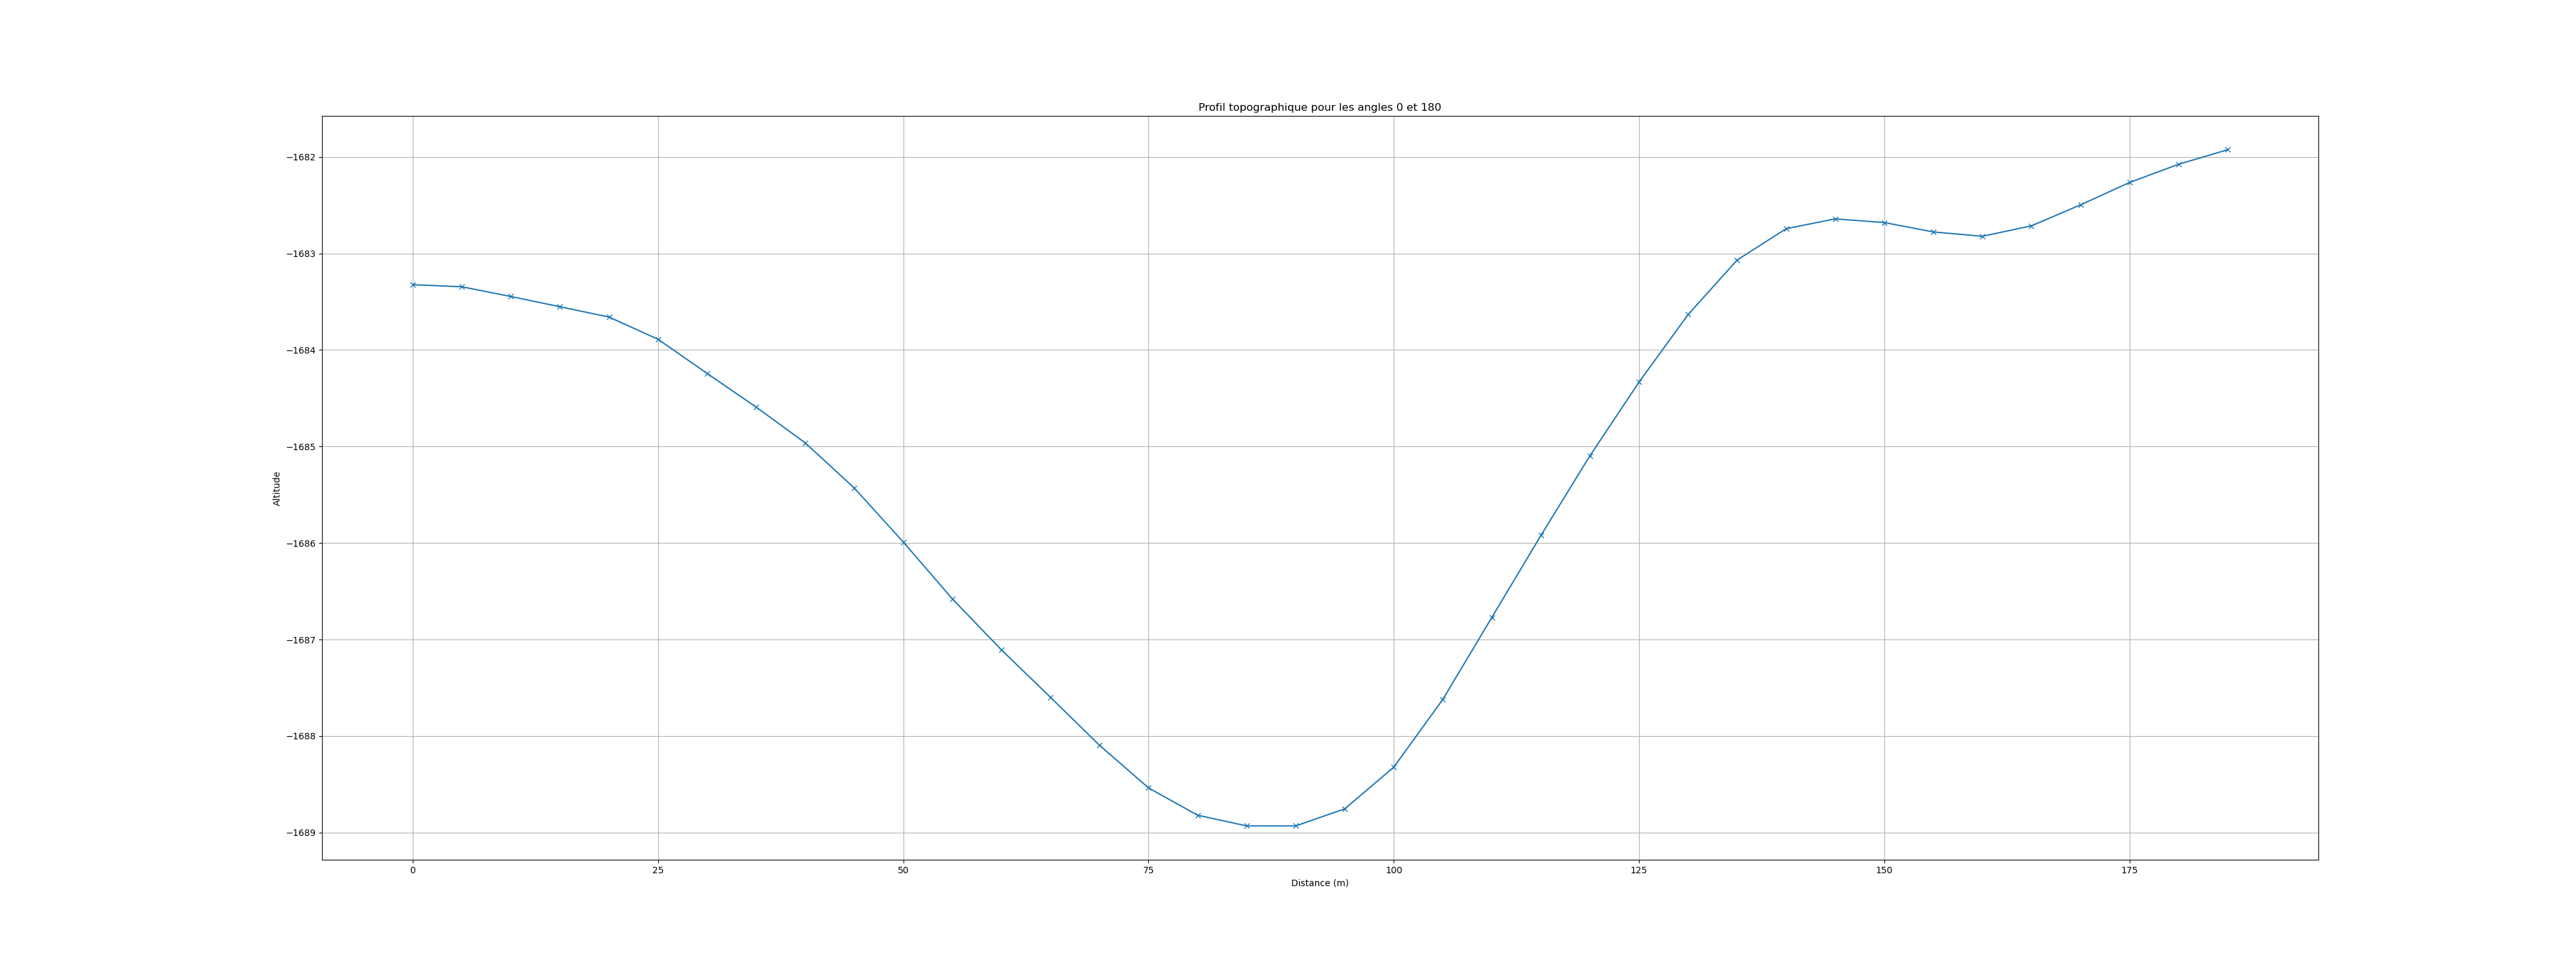 Profil topographique pour les angles 0 et 180
−1682
−1683
−1684
−1685
−1686
−1687
−1688
−1689
Altitude
0 25 50 75 100 125 150 175
Distance (m)